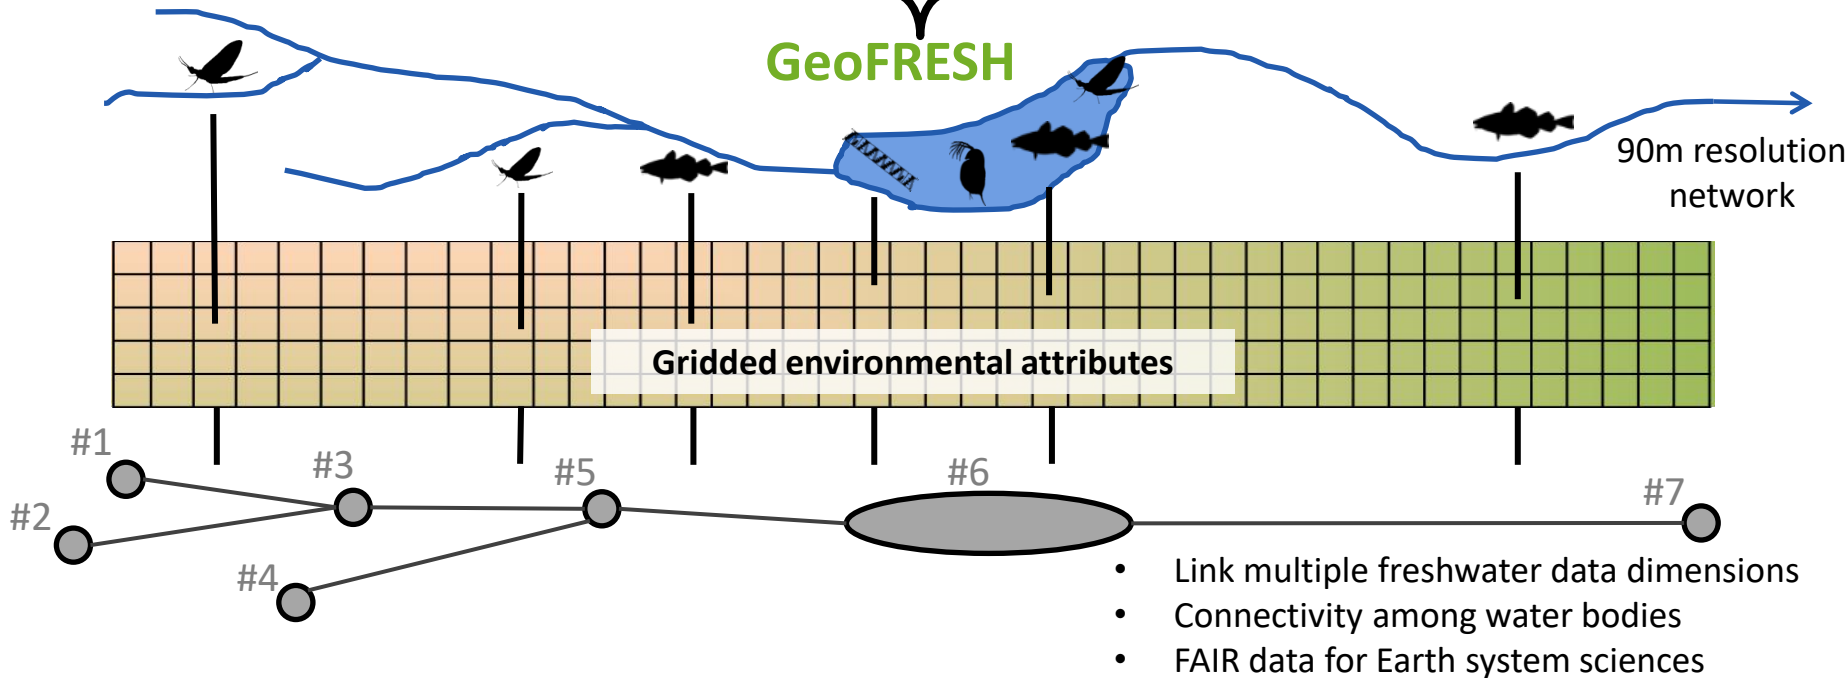 GeoFRESH
90m resolution
network
Gridded environmental attributes
#1
#2
#3
#4
#5
#6
#7
• Link multiple freshwater data dimensions
• Connectivity among water bodies
• FAIR data for Earth system sciences